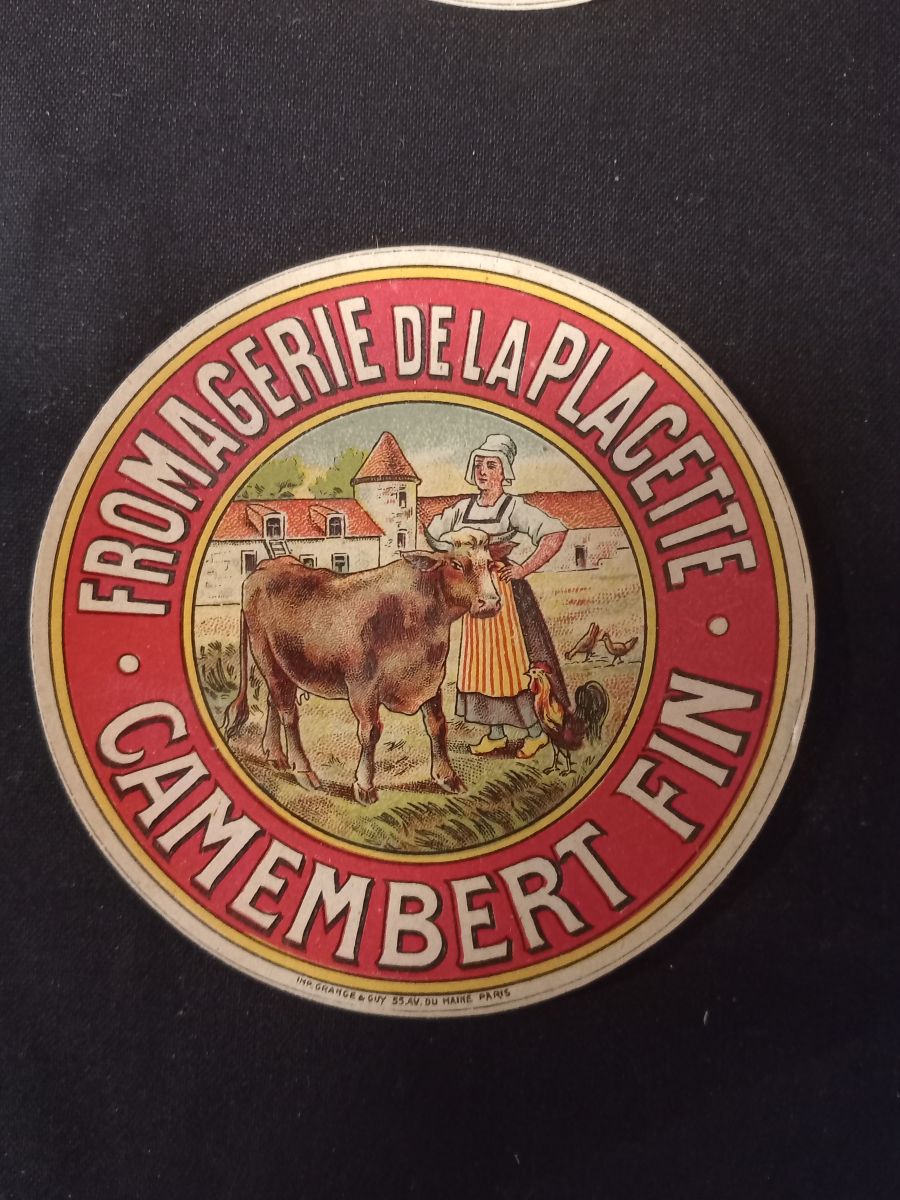 FROMAGERIE DE LA PLACETTE
CAMEMBERT FIN
IMP. GRANGE & GUY 55.AV. DU MAINE PARIS